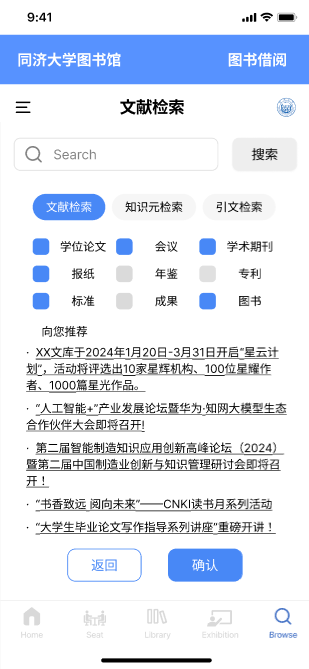 9:41
同济大学图书馆 图书借阅
文献检索
Search 搜索
文献检索 知识元检索 引文检索
学位论文 会议 学术期刊
报纸 年鉴 专利
标准 成果 图书
向您推荐
· XX文库于2024年1月20日-3月31日开启“星云计
划”，活动将评选出10家星辉机构、100位星耀作
者、1000篇星光作品。
· “人工智能+”产业发展论坛暨华为·知网大模型生态
合作伙伴大会即将召开!
· 第二届智能制造知识应用创新高峰论坛（2024）
暨第二届中国制造业创新与知识管理研讨会即将召
开！
· “书香致远 阅向未来”——CNKI读书月系列活动
· “大学生毕业论文写作指导系列讲座”重磅开讲！
返回 确认
Home Seat Library Exhibition Browse